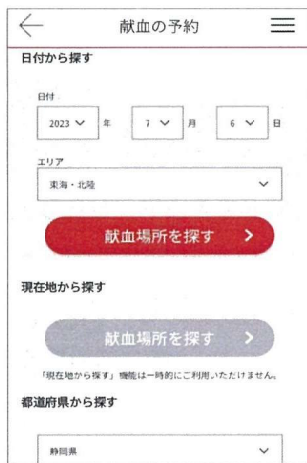 献血の予約
日付から探す
日付
2023 年 7 月 6 日
エリア
東海・北陸
献血場所を探す
現在地から探す
献血場所を探す
「現在地から探す」機能は一時的にご利用いただけません。
都道府県から探す
静岡県